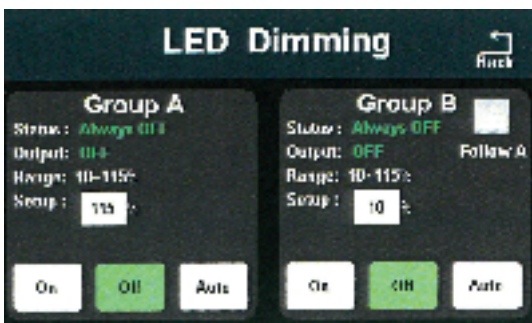 LED Dimming
Back
Group A
Status: Always OFF
Output: OFF
Range: 10-115%
Setup: 115 %
On Off Auto
Group B
Status: Always OFF
Output: OFF
Follow A
Range: 10-115%
Setup: 10 %
On Off Auto